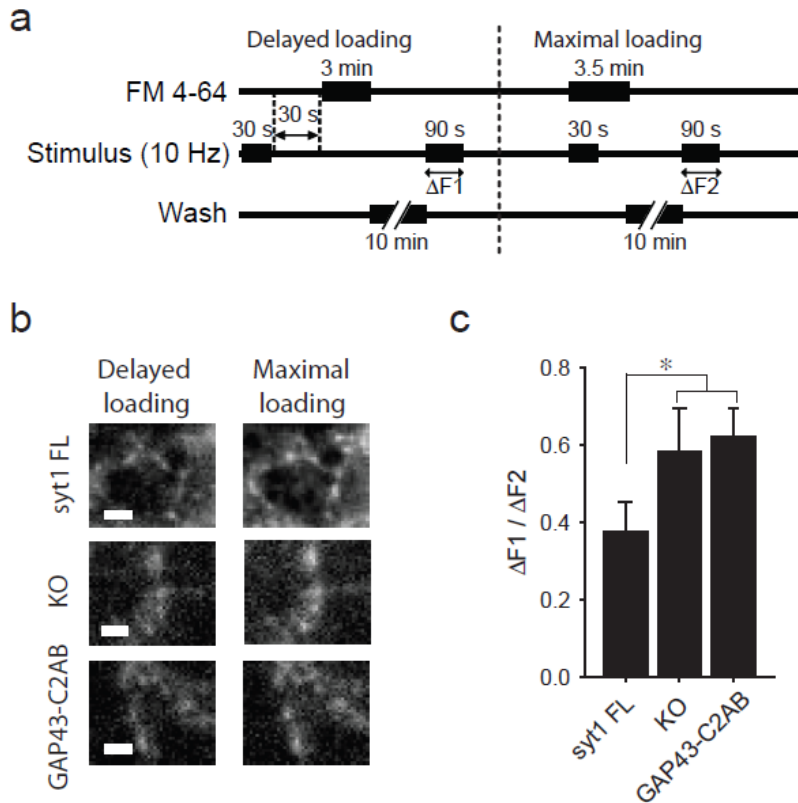 a
Delayed loading
Maximal loading
3 min
3.5 min
FM 4-64
30 s
30 s
90 s
30 s
90 s
Stimulus (10 Hz)
ΔF1
ΔF2
Wash
10 min
10 min
b
Delayed
loading
Maximal
loading
syt1 FL
KO
GAP43-C2AB
c
0.8
0.6
0.4
0.2
0.0
ΔF1 / ΔF2
*
syt1 FL
KO
GAP43-C2AB